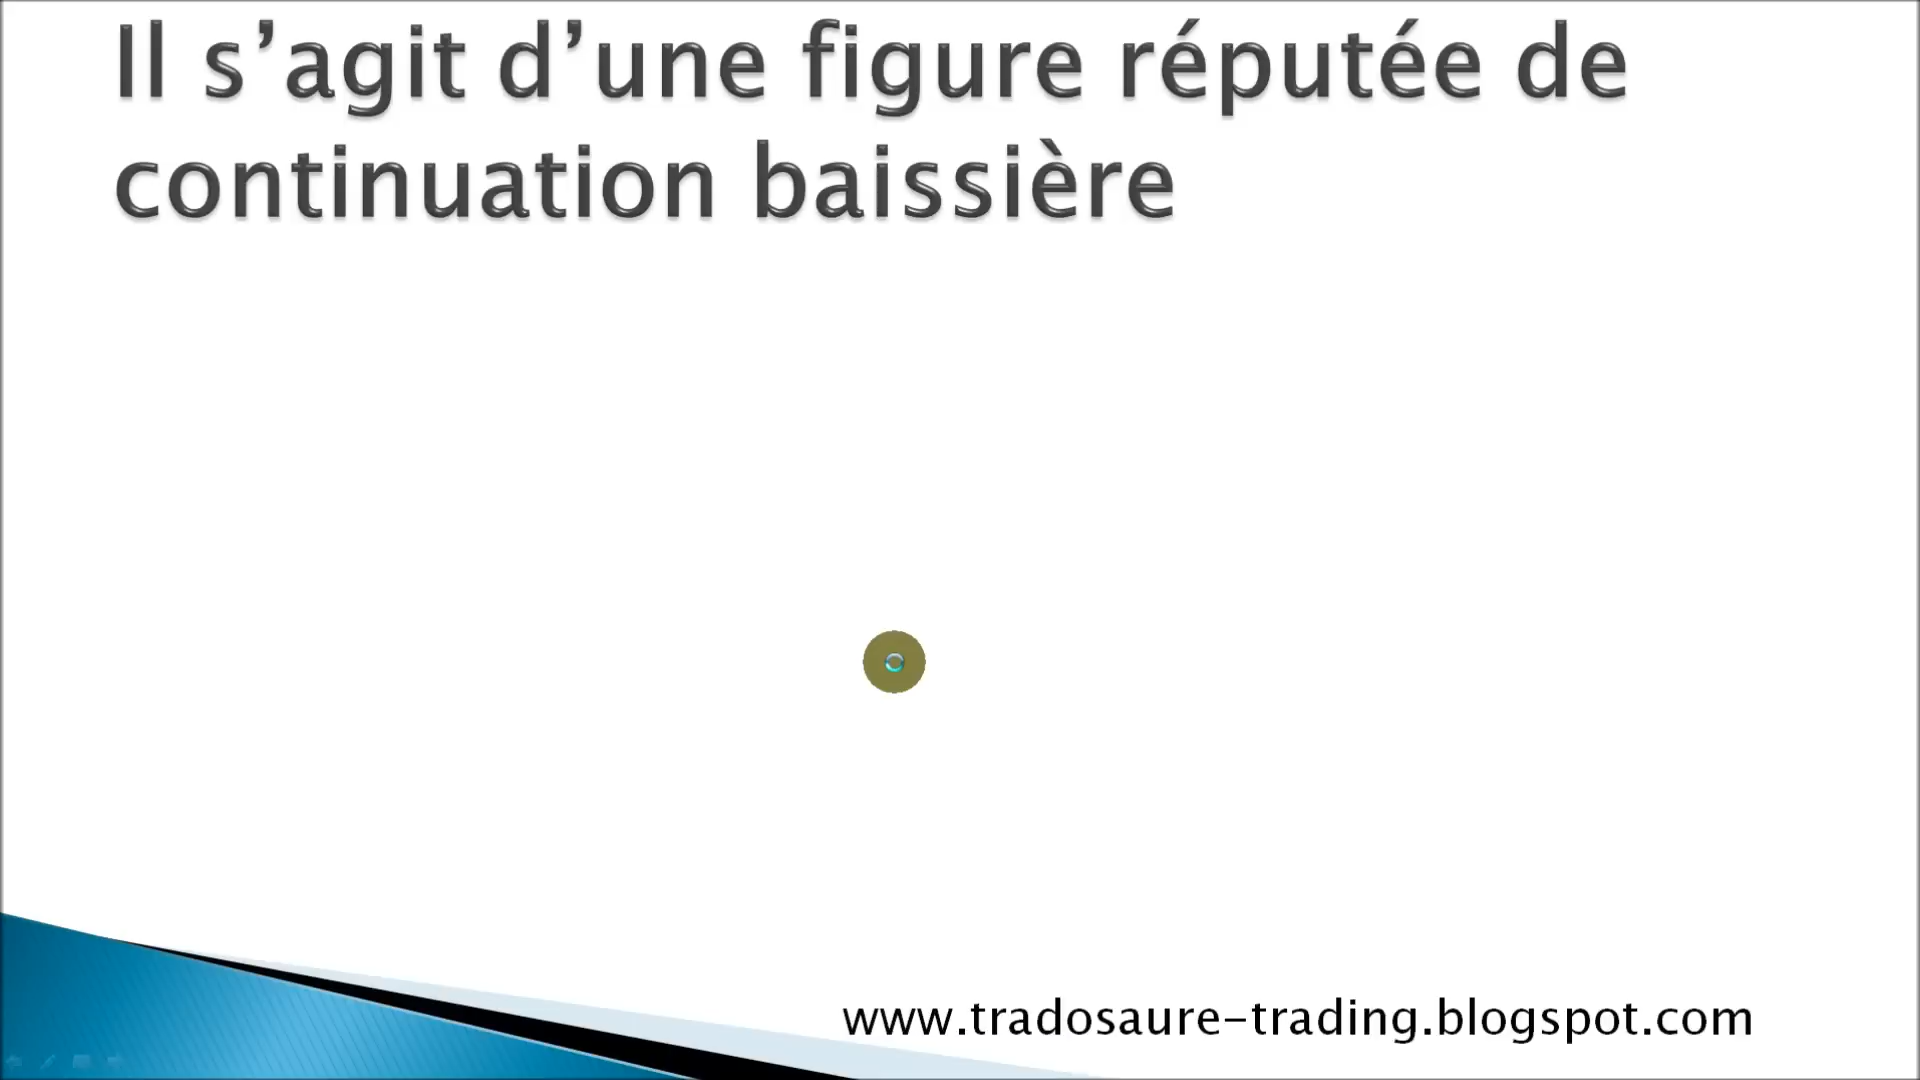 Il s’agit d’une figure réputée de
continuation baissière
www.tradosaure-trading.blogspot.com